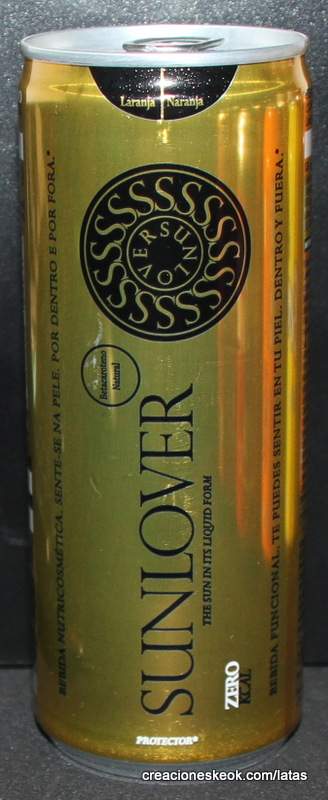 Laranja Naranja
SUNLOVER
Betacaroteno
Natural
BEBIDA NUTRICOSMÉTICA. SENTE-SE NA PELE. POR DENTRO E POR FORA.*
SUNLOVER
THE SUN IN ITS LIQUID FORM
BEBIDA FUNCIONAL. TE PUEDES SENTIR EN TU PIEL. DENTRO Y FUERA.*
ZERO
KCAL
PROTECTOR®
creacioneskeok.com/latas